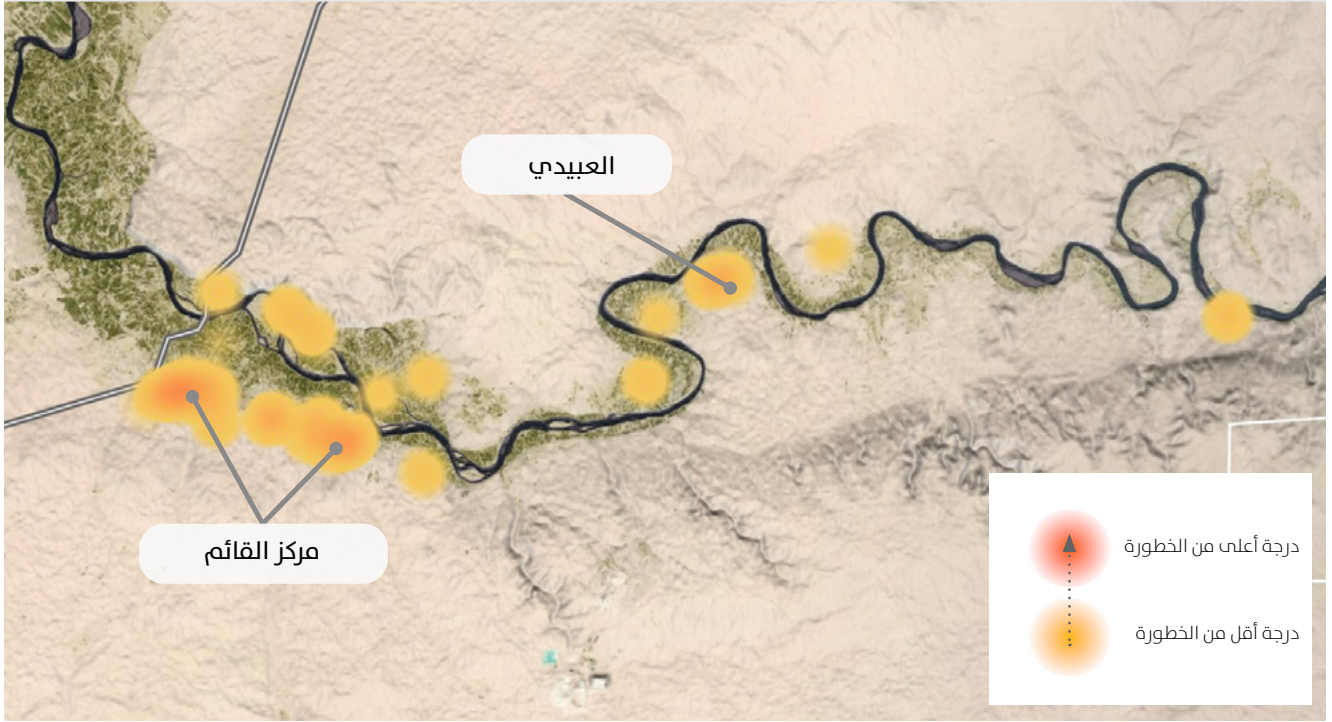 العبيدي
مركز القائم
درجة أعلى من الخطورة
درجة أقل من الخطورة